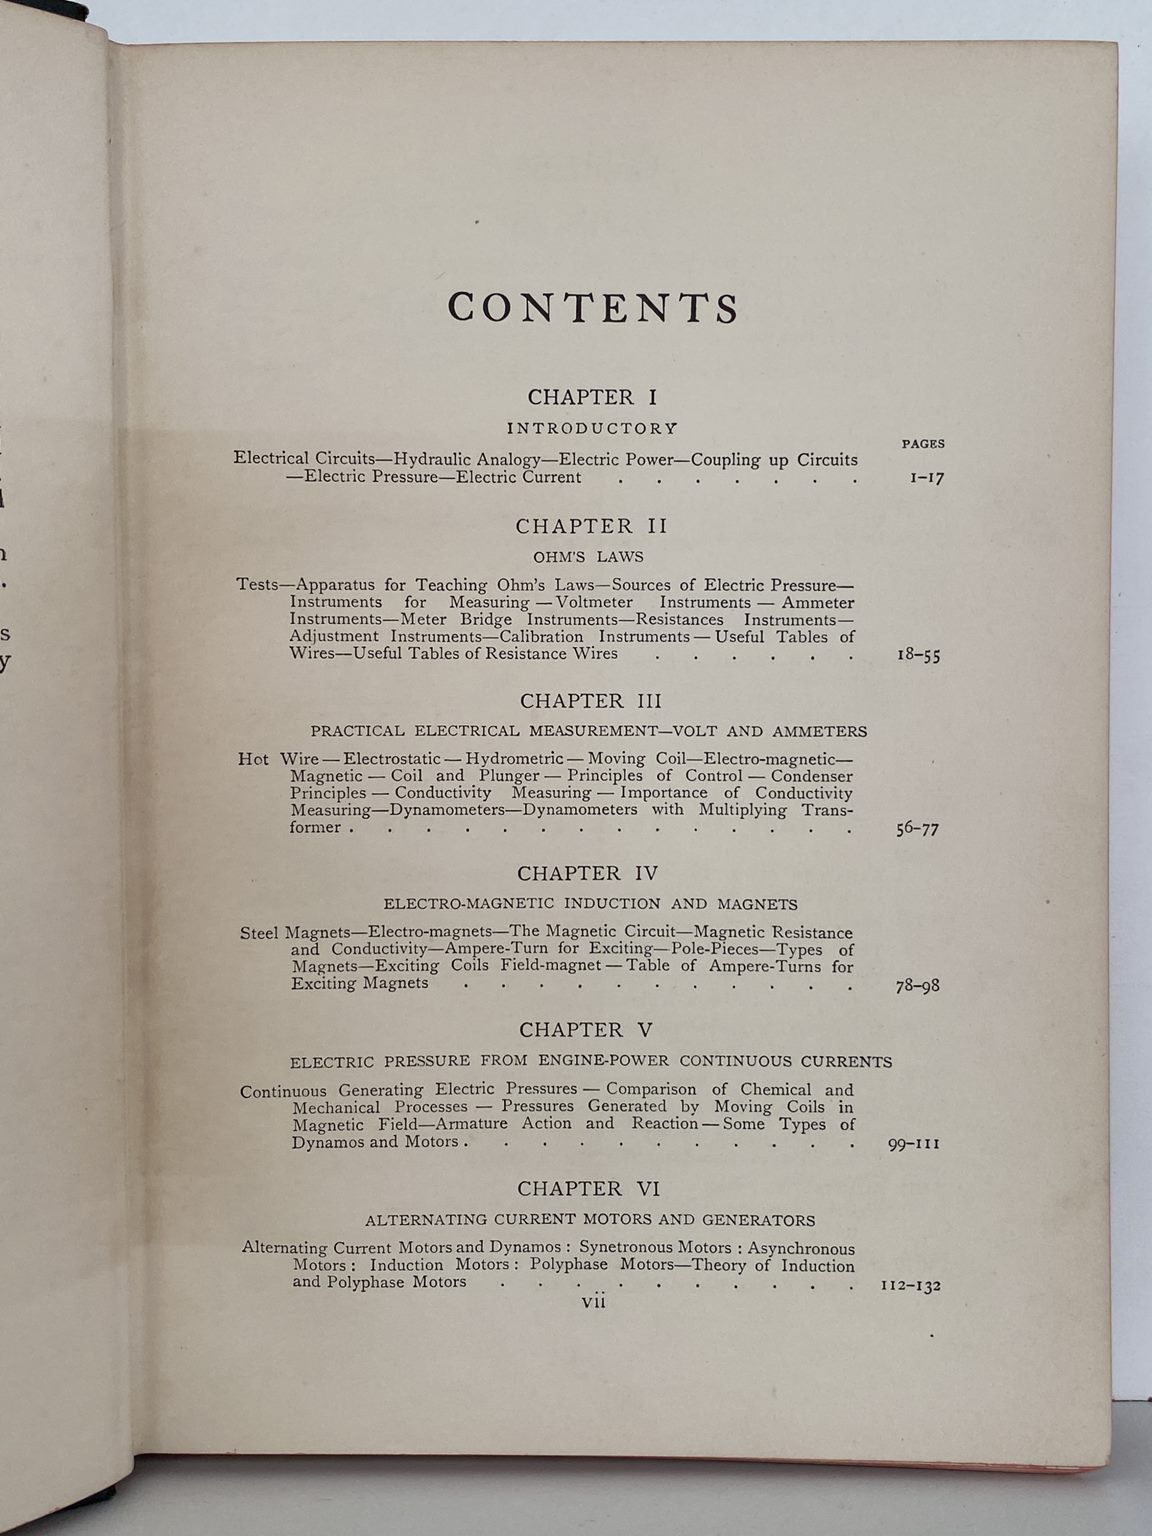 CONTENTS
CHAPTER I
INTRODUCTORY
PAGES
Electrical Circuits—Hydraulic Analogy—Electric Power—Coupling up Circuits
—Electric Pressure—Electric Current . . . . . . . 1–17
CHAPTER II
OHM'S LAWS
Tests—Apparatus for Teaching Ohm's Laws—Sources of Electric Pressure—
Instruments for Measuring—Voltmeter Instruments—Ammeter
Instruments—Meter Bridge Instruments—Resistances Instruments—
Adjustment Instruments—Calibration Instruments—Useful Tables of
Wires—Useful Tables of Resistance Wires . . . . . . 18–55
CHAPTER III
PRACTICAL ELECTRICAL MEASUREMENT—VOLT AND AMMETERS
Hot Wire—Electrostatic—Hydrometric—Moving Coil—Electro-magnetic—
Magnetic—Coil and Plunger—Principles of Control—Condenser
Principles—Conductivity Measuring—Importance of Conductivity
Measuring—Dynamometers—Dynamometers with Multiplying Trans-
former . . . . . . . . . . . . . . 56–77
CHAPTER IV
ELECTRO-MAGNETIC INDUCTION AND MAGNETS
Steel Magnets—Electro-magnets—The Magnetic Circuit—Magnetic Resistance
and Conductivity—Ampere-Turn for Exciting—Pole-Pieces—Types of
Magnets—Exciting Coils Field-magnet—Table of Ampere-Turns for
Exciting Magnets . . . . . . . . . . . 78–98
CHAPTER V
ELECTRIC PRESSURE FROM ENGINE-POWER CONTINUOUS CURRENTS
Continuous Generating Electric Pressures—Comparison of Chemical and
Mechanical Processes—Pressures Generated by Moving Coils in
Magnetic Field—Armature Action and Reaction—Some Types of
Dynamos and Motors . . . . . . . . . . . 99–111
CHAPTER VI
ALTERNATING CURRENT MOTORS AND GENERATORS
Alternating Current Motors and Dynamos: Synetronous Motors: Asynchronous
Motors: Induction Motors: Polyphase Motors—Theory of Induction
and Polyphase Motors . . . . . . . . . . 112–132
vii